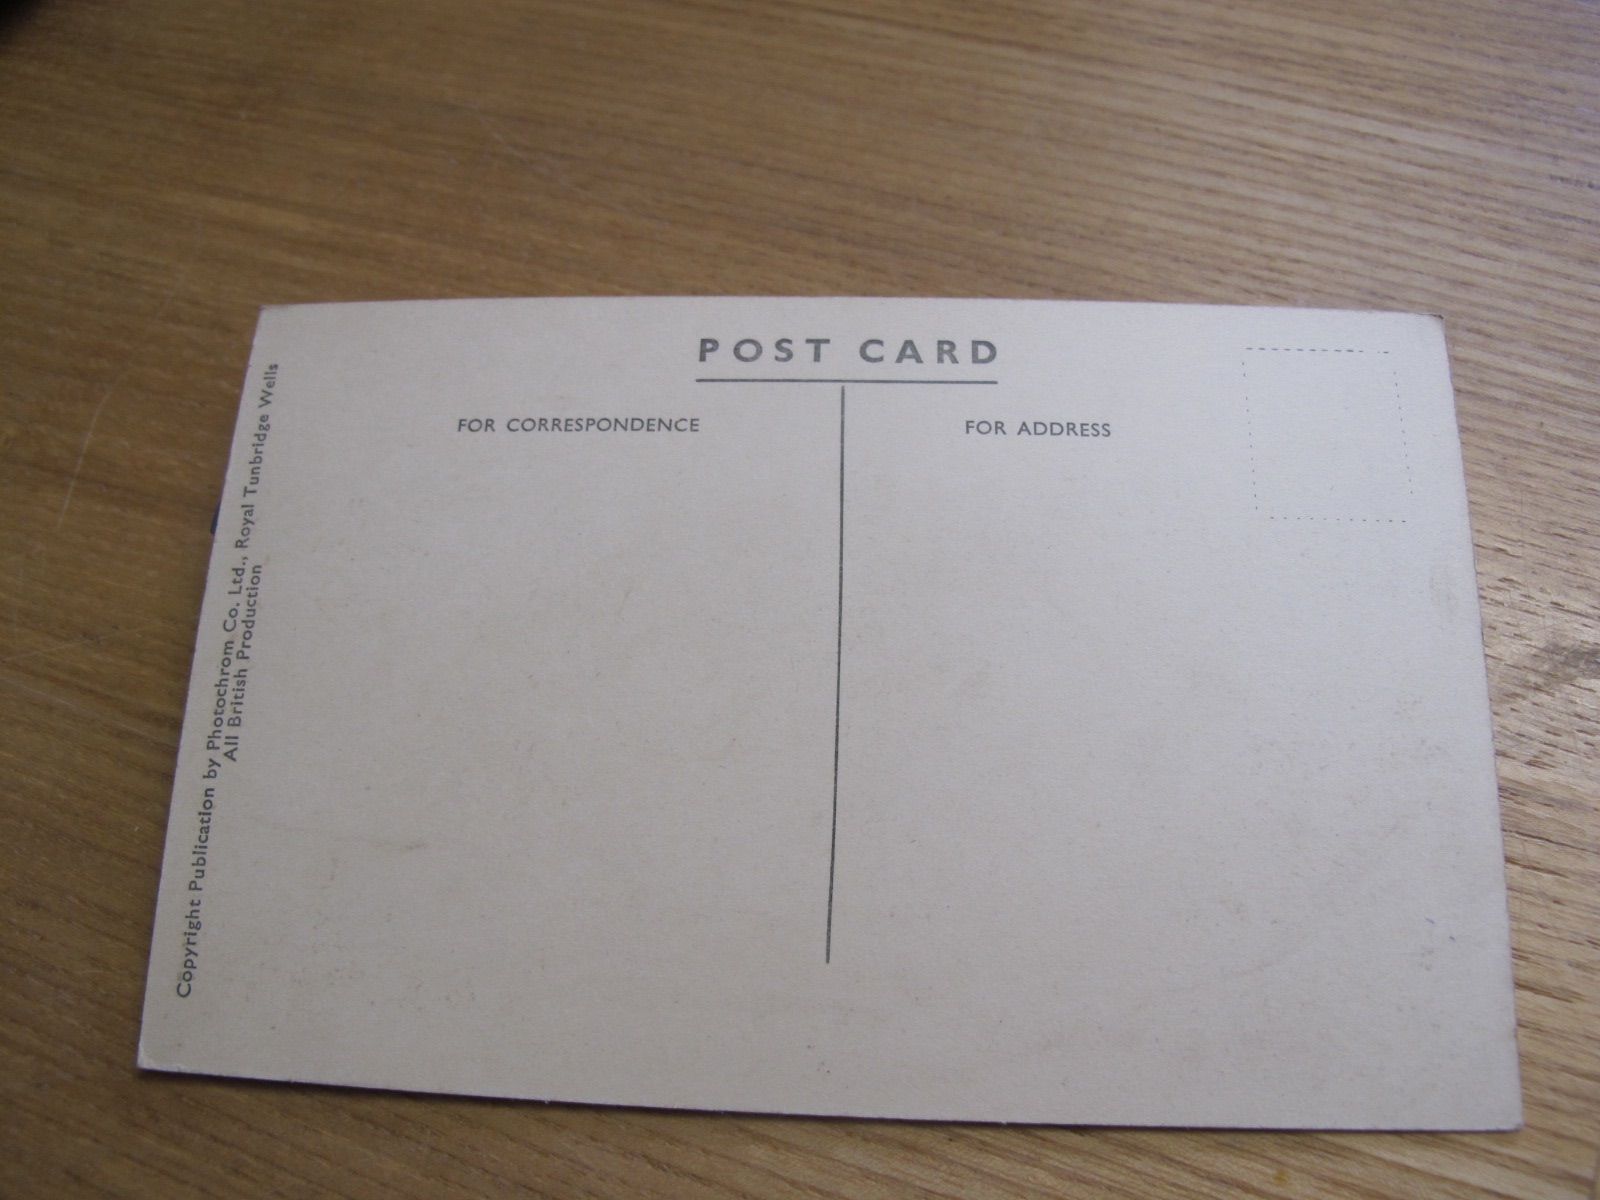 POST CARD
FOR CORRESPONDENCE
FOR ADDRESS
Copyright Publication by Photochrom Co. Ltd., Royal Tunbridge Wells
All British Production